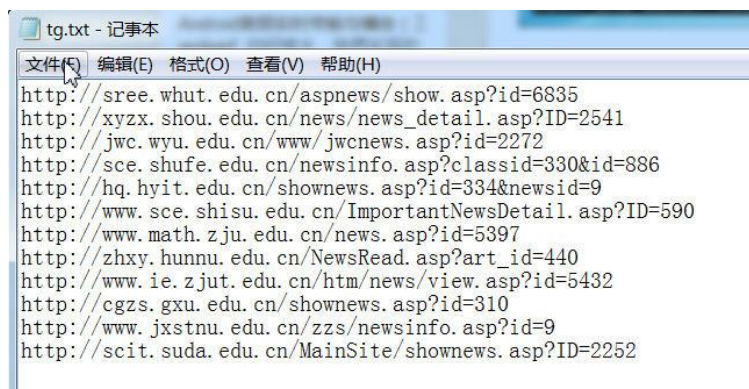 tg.txt - 记事本
文件(F) 编辑(E) 格式(O) 查看(V) 帮助(H)
http://sree.whut.edu.cn/aspnews/show.asp?id=6835
http://xyzx.shou.edu.cn/news/news_detail.asp?ID=2541
http://jwc.wyu.edu.cn/www/jwcnews.asp?id=2272
http://sce.shufe.edu.cn/newsinfo.asp?classid=330&id=886
http://hq.hyit.edu.cn/shownews.asp?id=334&newsid=9
http://www.sce.shisu.edu.cn/ImportantNewsDetail.asp?ID=590
http://www.math.zju.edu.cn/news.asp?id=5397
http://zhxy.hunnu.edu.cn/NewsRead.asp?art_id=440
http://www.ie.zjut.edu.cn/htm/news/view.asp?id=5432
http://cgzs.gxu.edu.cn/shownews.asp?id=310
http://www.jxstnu.edu.cn/zzs/newsinfo.asp?id=9
http://scit.suda.edu.cn/MainSite/shownews.asp?ID=2252